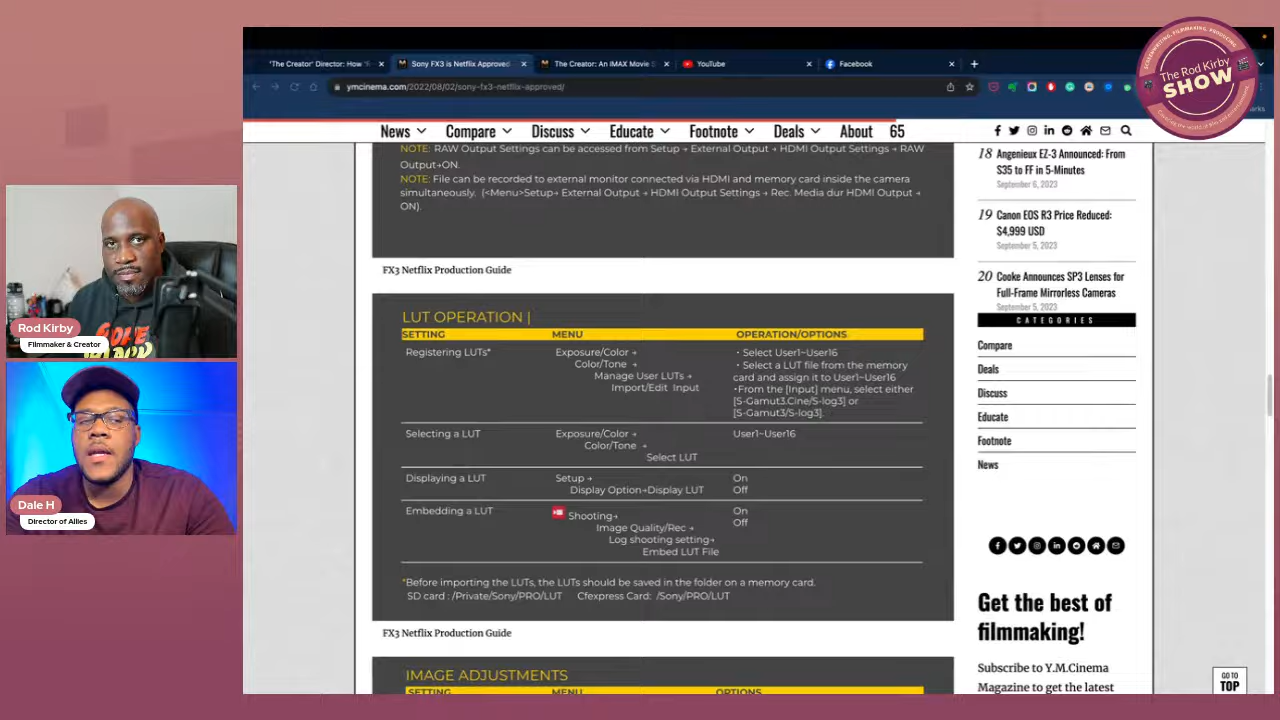 'The Creator' Director: How
Sony FX3 is Netflix Approved
The Creator: An IMAX Movie S
YouTube
Facebook
ymcinema.com/2022/08/02/sony-fx3-netflix-approved/
SCREENWRITING, FILMMAKING, PRODUCING
The Rod Kirby
SHOW
News
Compare
Discuss
Educate
Footnote
Deals
About
65
NOTE: RAW Output Settings can be accessed from Setup → External Output → HDMI Output Settings → RAW
Output→ON.
NOTE: File can be recorded to external monitor connected via HDMI and memory card inside the camera
simultaneously. (<Menu>Setup→ External Output → HDMI Output Settings → Rec. Media dur HDMI Output →
ON).
FX3 Netflix Production Guide
LUT OPERATION |
SETTING MENU OPERATION/OPTIONS
Registering LUTs*
Exposure/Color →
Color/Tone →
Manage User LUTs →
Import/Edit Input
・Select User1~User16
・Select a LUT file from the memory
card and assign it to User1~User16
•From the [Input] menu, select either
[S-Gamut3.Cine/S-log3] or
[S-Gamut3/S-log3].
Selecting a LUT
Exposure/Color →
Color/Tone →
Select LUT
User1~User16
Displaying a LUT
Setup →
Display Option→Display LUT
On
Off
Embedding a LUT
Shooting→
Image Quality/Rec →
Log shooting setting→
Embed LUT File
On
Off
*Before importing the LUTs, the LUTs should be saved in the folder on a memory card.
SD card : /Private/Sony/PRO/LUT Cfexpress Card: /Sony/PRO/LUT
FX3 Netflix Production Guide
IMAGE ADJUSTMENTS
SETTING MENU OPTIONS
18 Angenieux EZ-3 Announced: From
S35 to FF in 5-Minutes
September 6, 2023
19 Canon EOS R3 Price Reduced:
$4,999 USD
September 5, 2023
20 Cooke Announces SP3 Lenses for
Full-Frame Mirrorless Cameras
September 5, 2023
CATEGORIES
Compare
Deals
Discuss
Educate
Footnote
News
Get the best of
filmmaking!
Subscribe to Y.M.Cinema
Magazine to get the latest
GO TO
TOP
Rod Kirby
Filmmaker & Creator
Dale H
Director of Allies